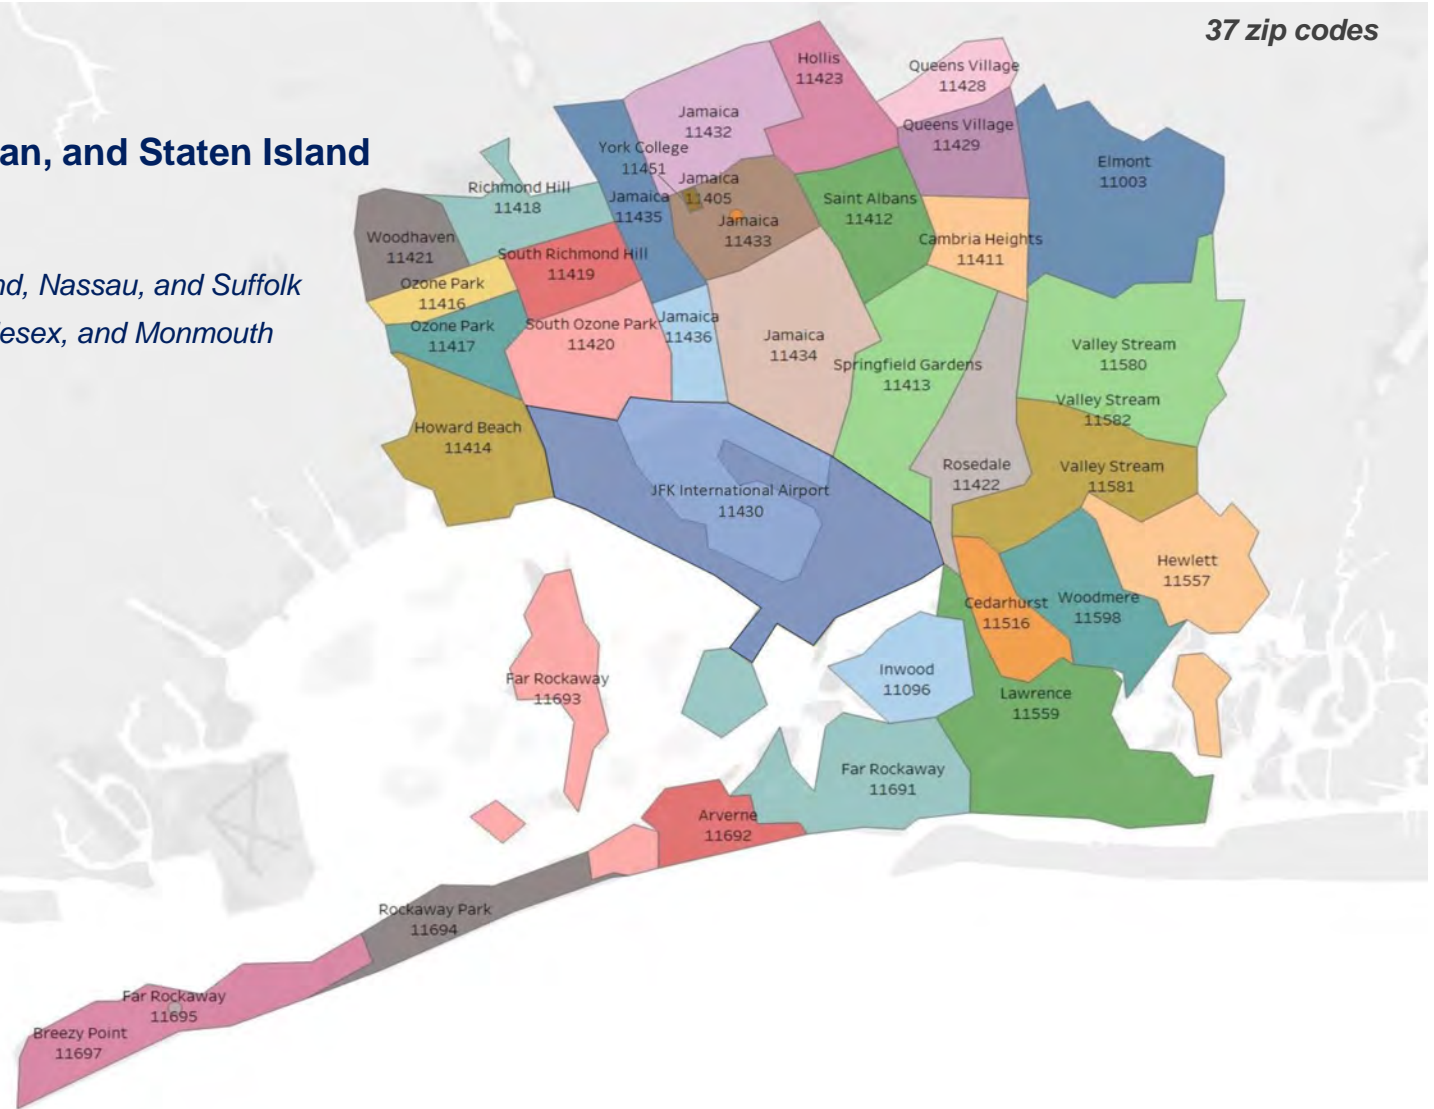 37 zip codes
an, and Staten Island
nd, Nassau, and Suffolk
esex, and Monmouth
Hollis
11423
Queens Village
11428
Jamaica
11432
Queens Village
11429
York College
11451
Elmont
11003
Jamaica
11405
Richmond Hill
11418
Jamaica
11435
Saint Albans
11412
Jamaica
11433
Woodhaven
11421
Cambria Heights
11411
South Richmond Hill
11419
Ozone Park
11416
Ozone Park
11417
South Ozone Park
11420
Jamaica
11436
Jamaica
11434
Springfield Gardens
11413
Valley Stream
11580
Valley Stream
11582
Howard Beach
11414
Rosedale
11422
Valley Stream
11581
JFK International Airport
11430
Hewlett
11557
Cedarhurst
11516
Woodmere
11598
Far Rockaway
11693
Inwood
11096
Lawrence
11559
Far Rockaway
11691
Arverne
11692
Rockaway Park
11694
Far Rockaway
11695
Breezy Point
11697